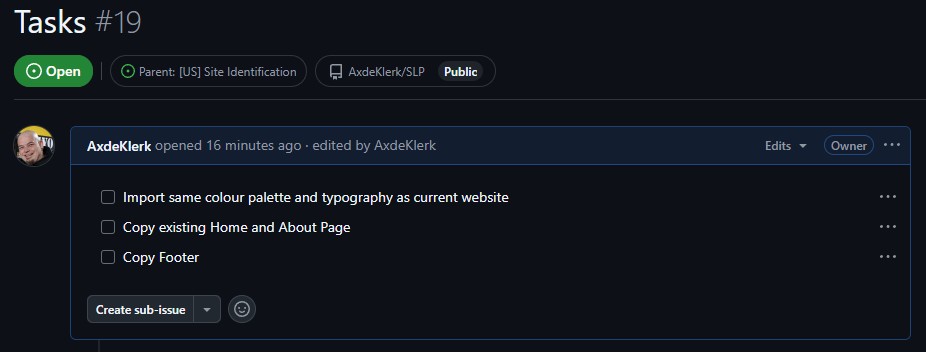 Tasks #19
Open
Parent: [US] Site Identification
AxdeKlerk/SLP Public
AxdeKlerk opened 16 minutes ago · edited by AxdeKlerk
Edits
Owner
Import same colour palette and typography as current website
Copy existing Home and About Page
Copy Footer
Create sub-issue